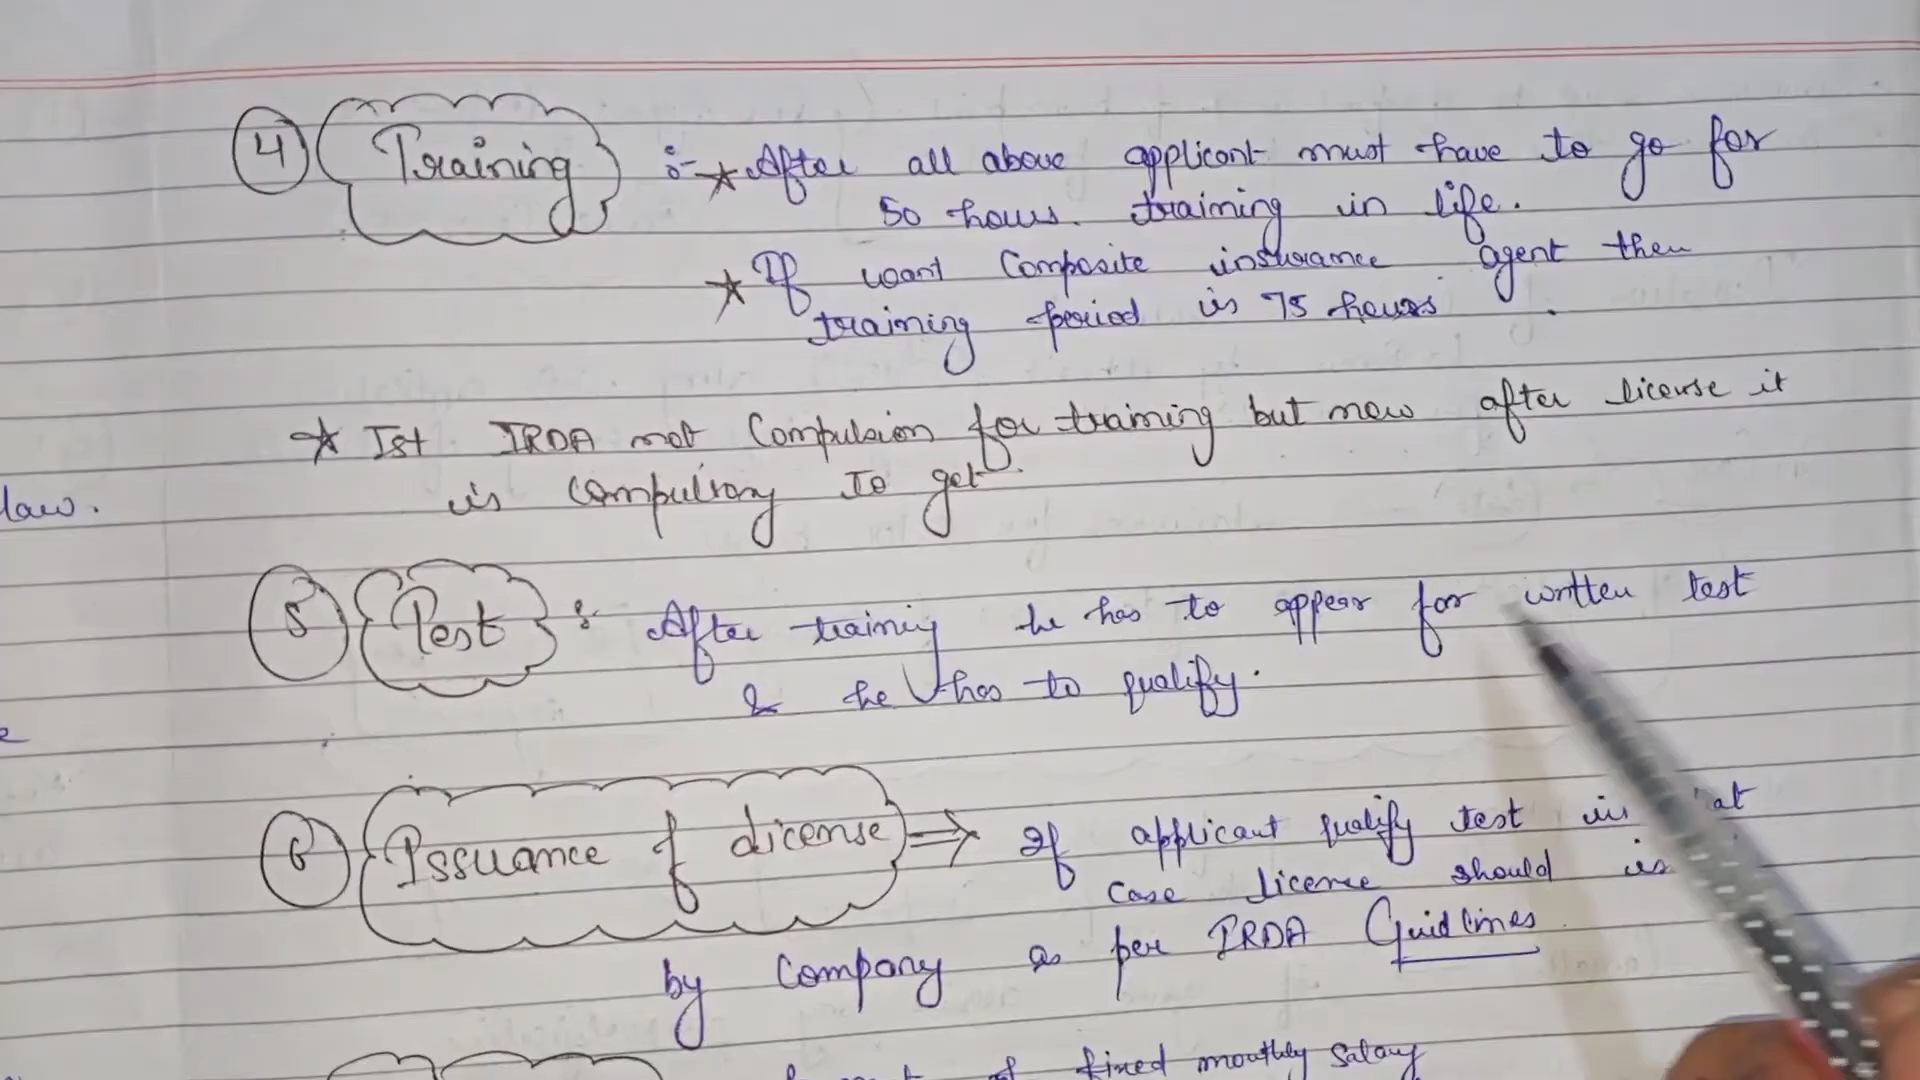 4 Training :- ★ After all above applicant must have to go for
50 hours. training in life.
★ If want Composite insurance agent then
training period is 75 hours.
★ Ist IRDA not Compulsion for training but now after license it
is Compulsory To get.
law.
5 Test :- After training he has to appear for written test
& he has to qualify.
6 Issuance of License ⇒ If applicant qualify test in
case licence should
by Company as per IRDA Guidlines
fixed monthly salary